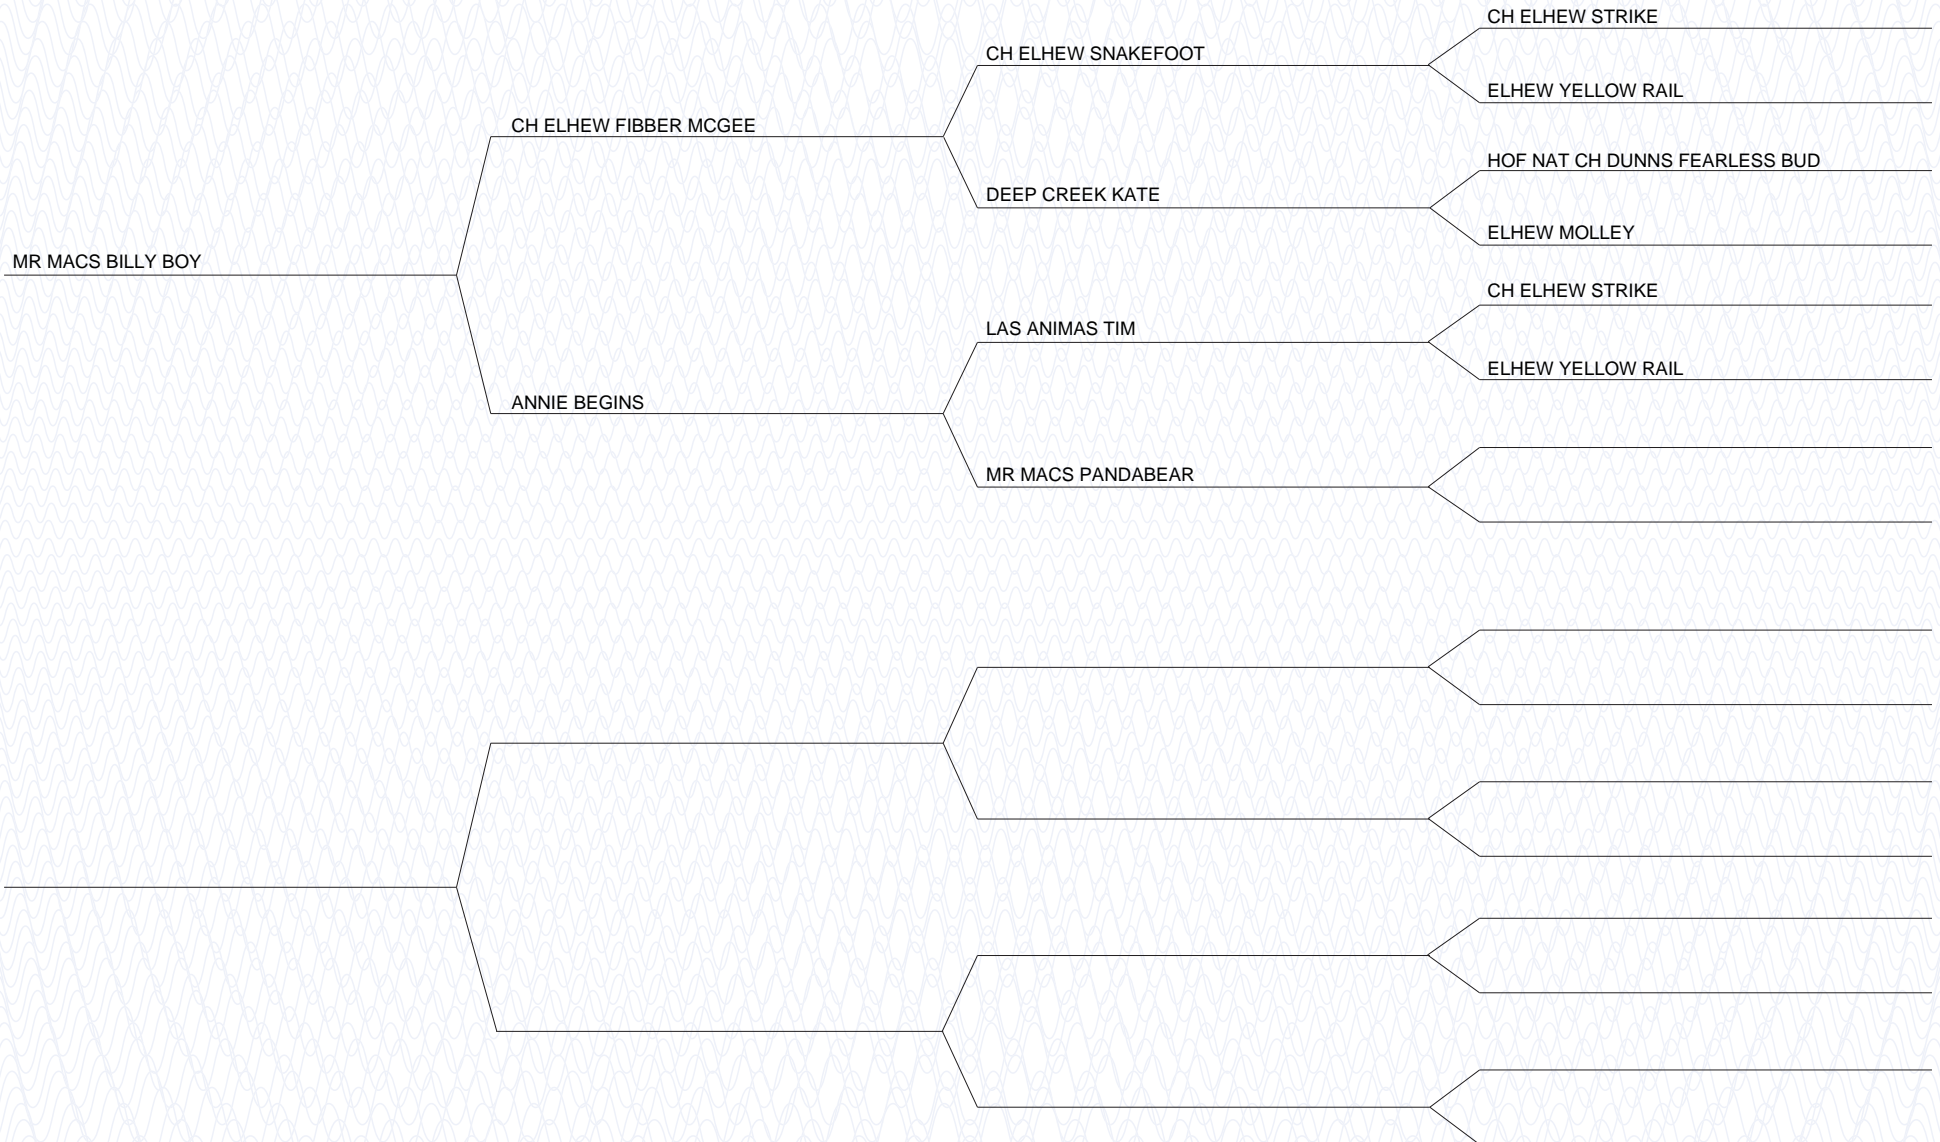 CH ELHEW STRIKE
CH ELHEW SNAKEFOOT
ELHEW YELLOW RAIL
CH ELHEW FIBBER MCGEE
HOF NAT CH DUNNS FEARLESS BUD
DEEP CREEK KATE
ELHEW MOLLEY
MR MACS BILLY BOY
CH ELHEW STRIKE
LAS ANIMAS TIM
ELHEW YELLOW RAIL
ANNIE BEGINS
MR MACS PANDABEAR